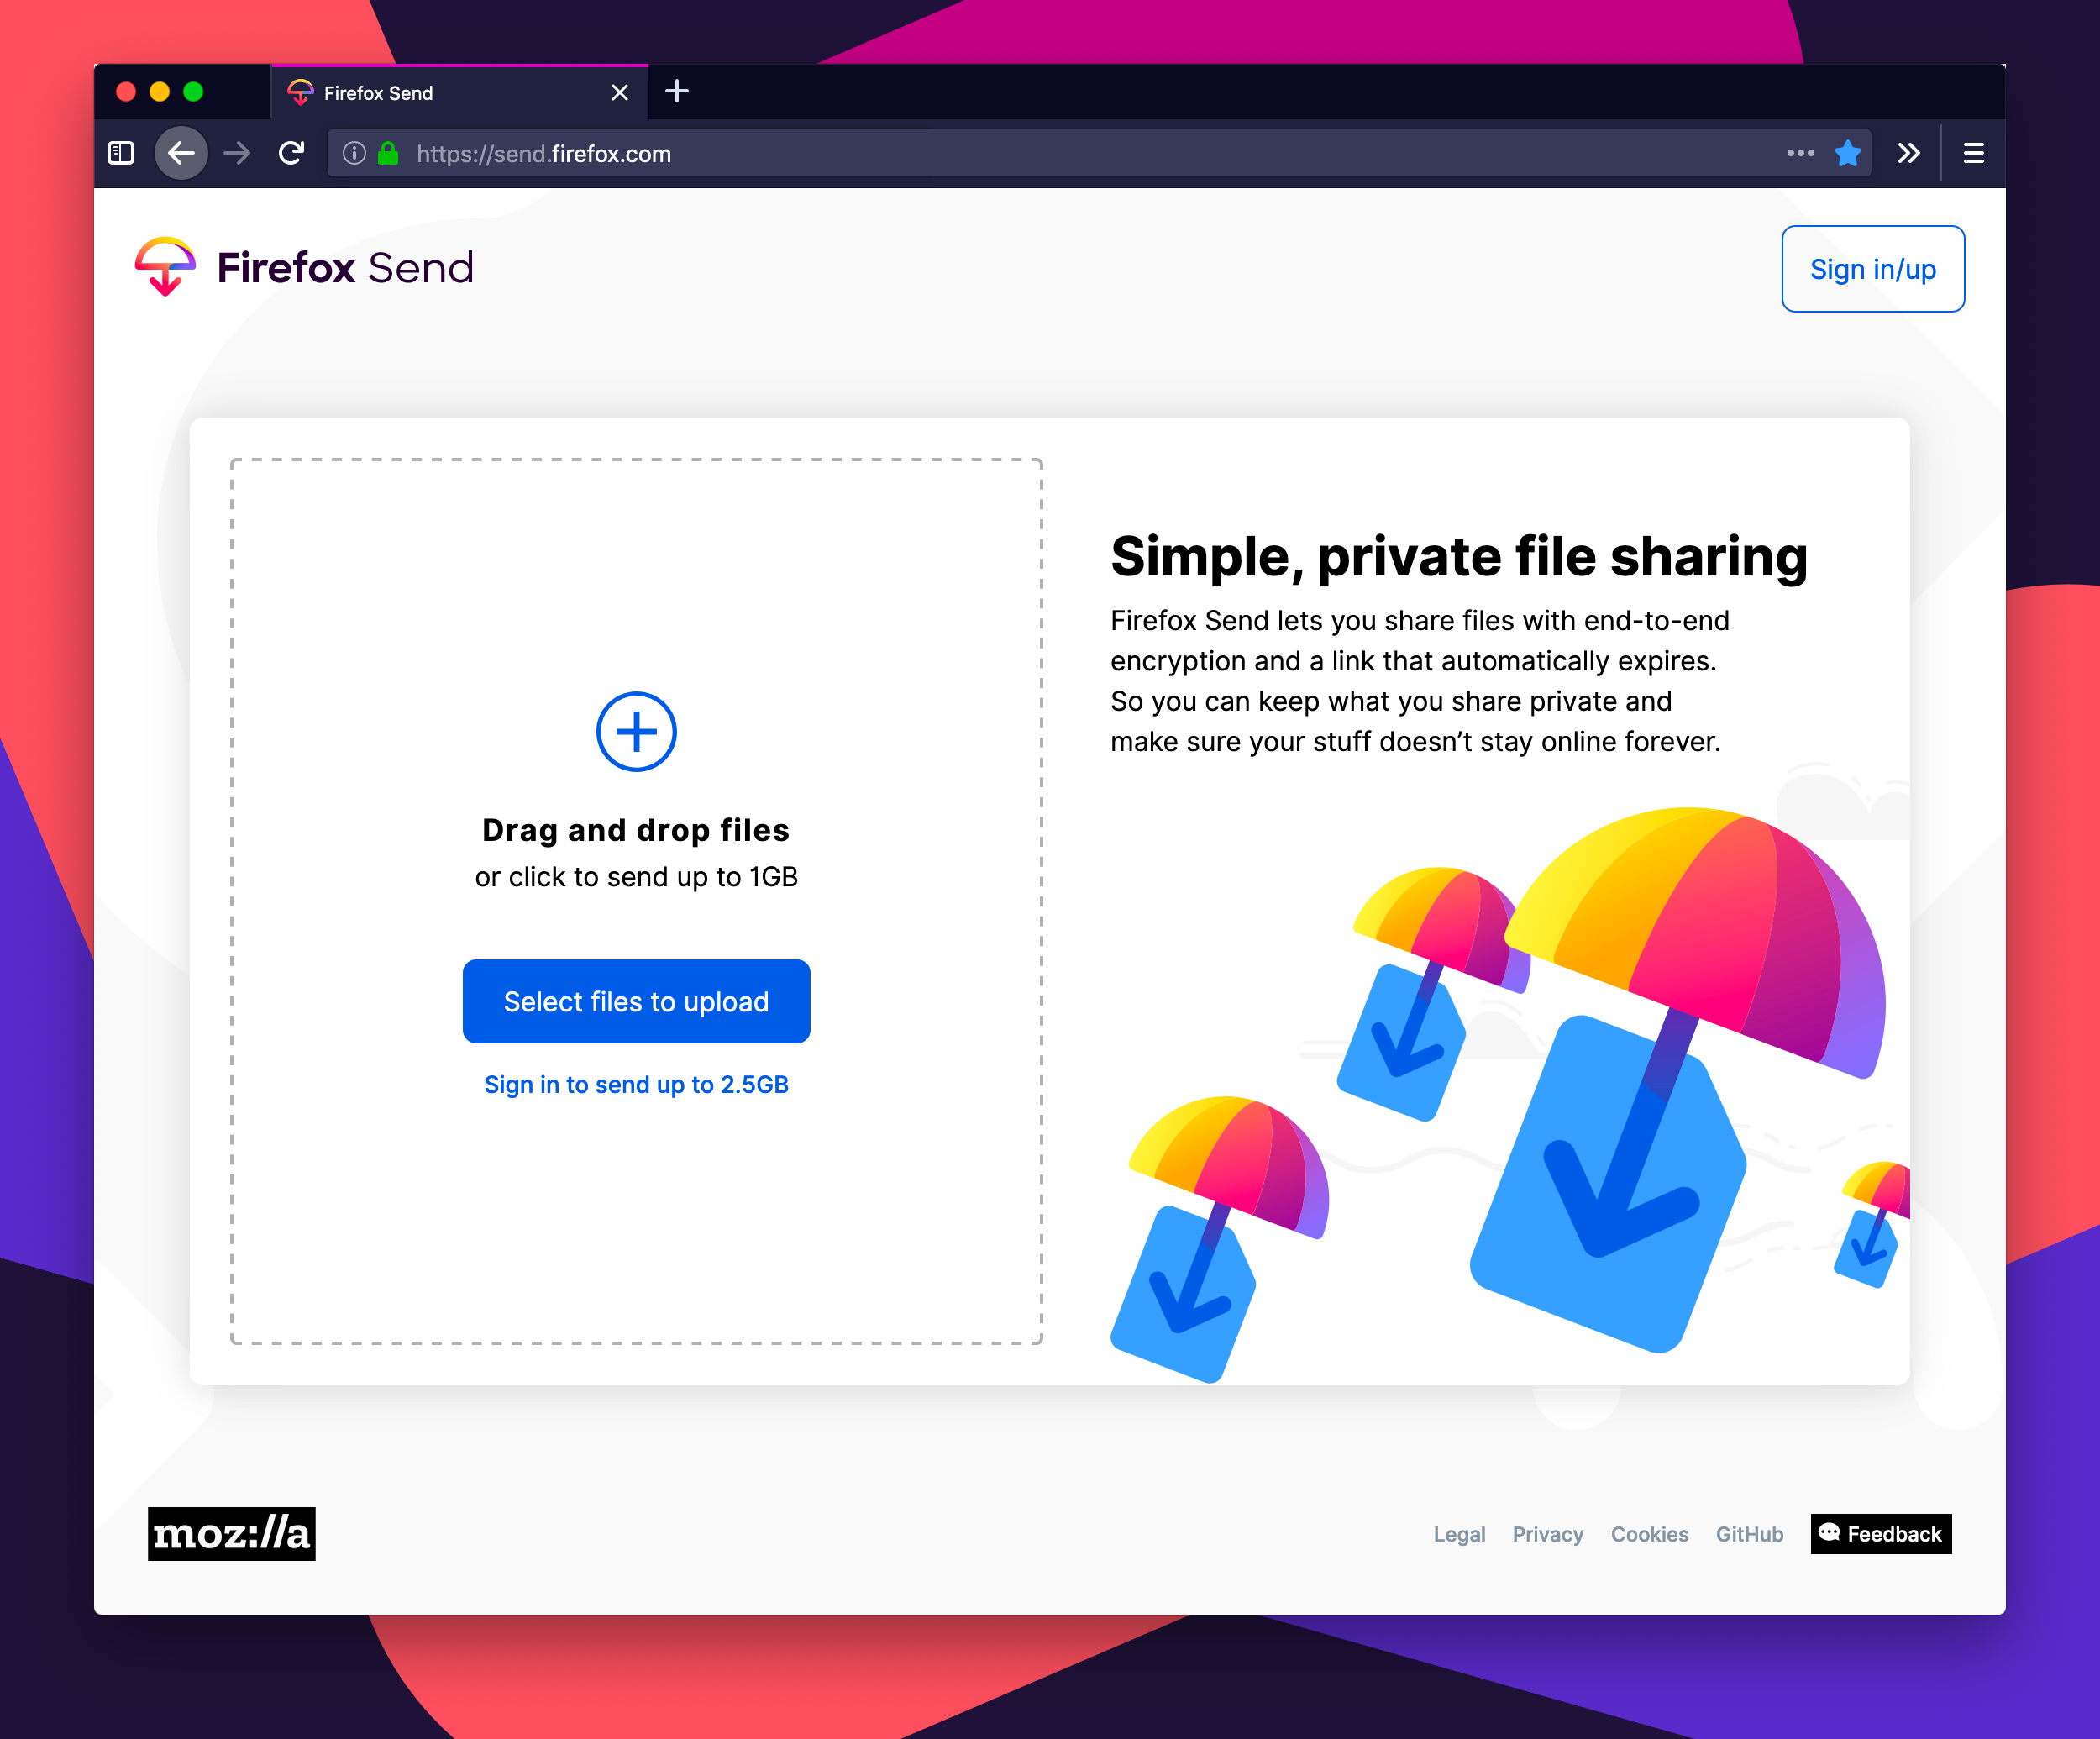 Firefox Send
https://send.firefox.com
Firefox Send
Sign in/up
Drag and drop files
or click to send up to 1GB
Select files to upload
Sign in to send up to 2.5GB
Simple, private file sharing
Firefox Send lets you share files with end-to-end
encryption and a link that automatically expires.
So you can keep what you share private and
make sure your stuff doesn’t stay online forever.
moz://a
Legal Privacy Cookies GitHub Feedback